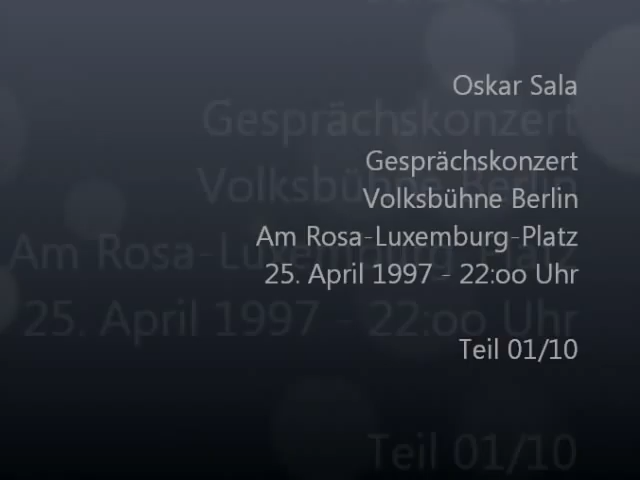 Oskar Sala
Gesprächskonzert
Volksbühne Berlin
Am Rosa-Luxemburg-Platz
25. April 1997 - 22:oo Uhr
Teil 01/10